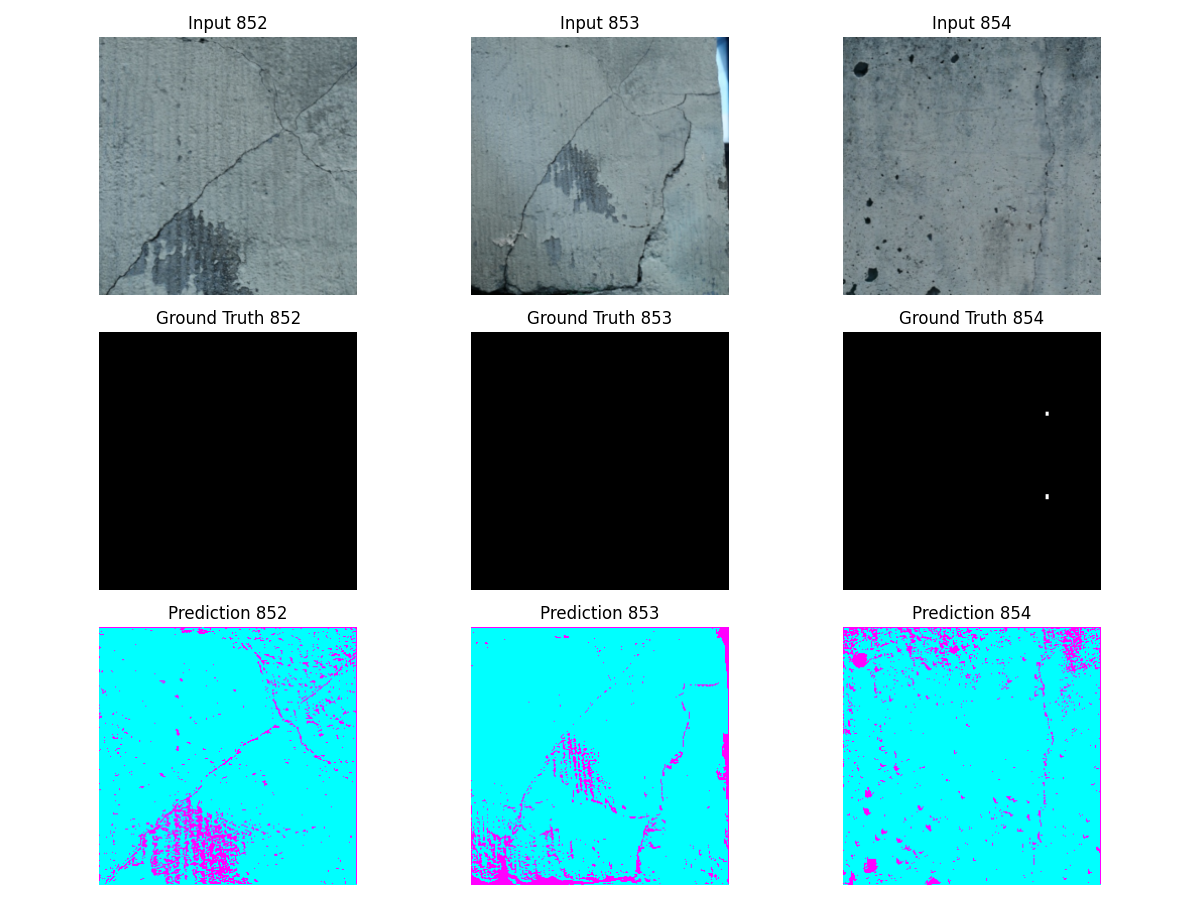 Input 852
Input 853
Input 854
Ground Truth 852
Ground Truth 853
Ground Truth 854
Prediction 852
Prediction 853
Prediction 854